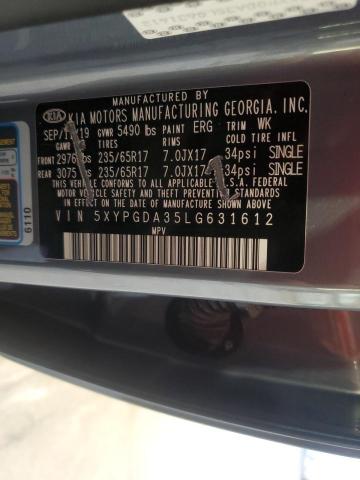 MANUFACTURED BY
KIA KIA MOTORS MANUFACTURING GEORGIA, INC.
GVWR 5490 lbs PAINT ERG TRIM WK
TIRES RIMS COLD TIRE INFL
FRONT 2976 lbs 235/65R17 7.0JX17 34psi SINGLE
REAR 3075 lbs 235/65R17 7.0JX17 34psi SINGLE
THIS VEHICLE CONFORMS TO ALL APPLICABLE U.S.A FEDERAL
MOTOR VEHICLE SAFETY AND THEFT PREVENTION STANDARDS
IN EFFECT ON THE DATE OF MANUFACTURE SHOWN ABOVE.
VIN 5XYPGDA35LG631612
MPV
6110